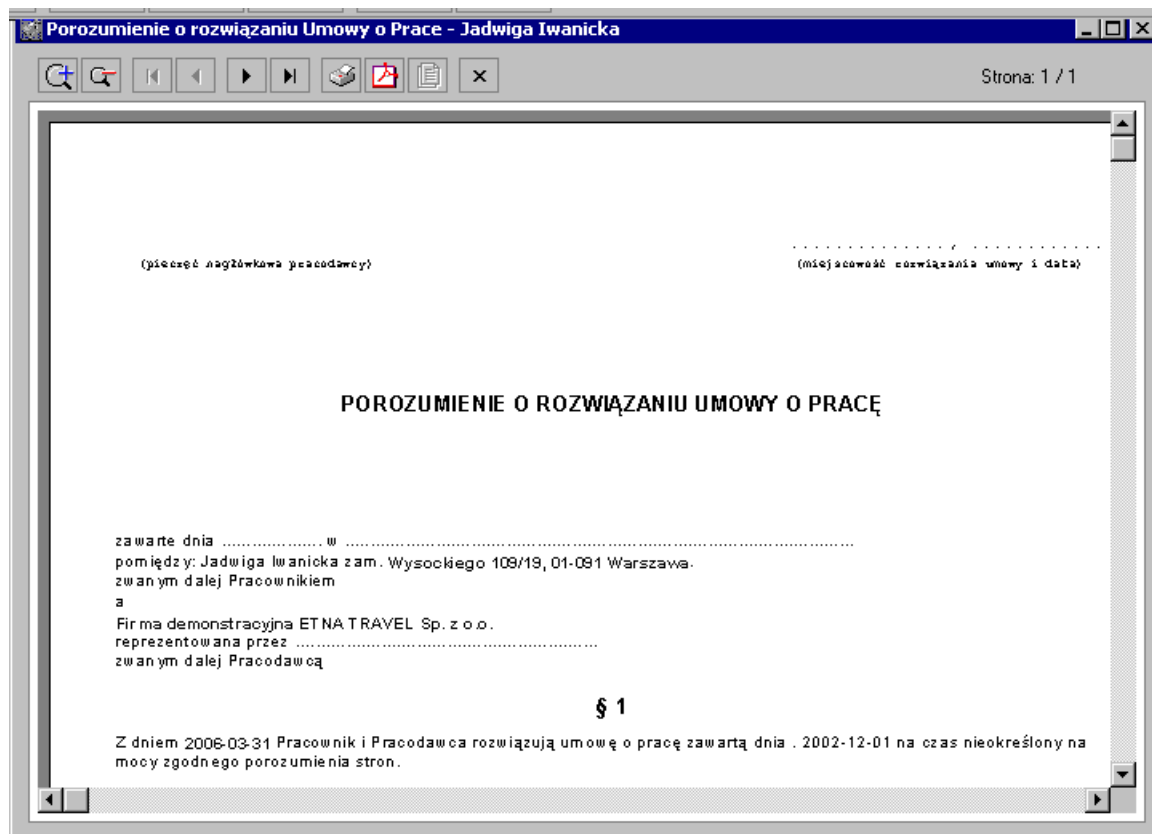 Porozumienie o rozwiązaniu Umowy o Prace - Jadwiga Iwanicka
Strona: 1 / 1
. . . . . . . . . . . . . . , . . . . . . . . . . . .
(pieczęć nagłówkowa pracodawcy) (miejscowość rozwiązania umowy i data)
POROZUMIENIE O ROZWIĄZANIU UMOWY O PRACĘ
zawarte dnia ..................... w ..........................................................................................................
pomiędzy: Jadwiga Iwanicka zam. Wysockiego 109/19, 01-091 Warszawa.
zwanym dalej Pracownikiem
a
Firma demonstracyjna ETNA TRAVEL Sp. z o.o.
reprezentowana przez ...............................................................
zwanym dalej Pracodawcą
§ 1
Z dniem 2006-03-31 Pracownik i Pracodawca rozwiązują umowę o pracę zawartą dnia . 2002-12-01 na czas nieokreślony na
mocy zgodnego porozumienia stron.